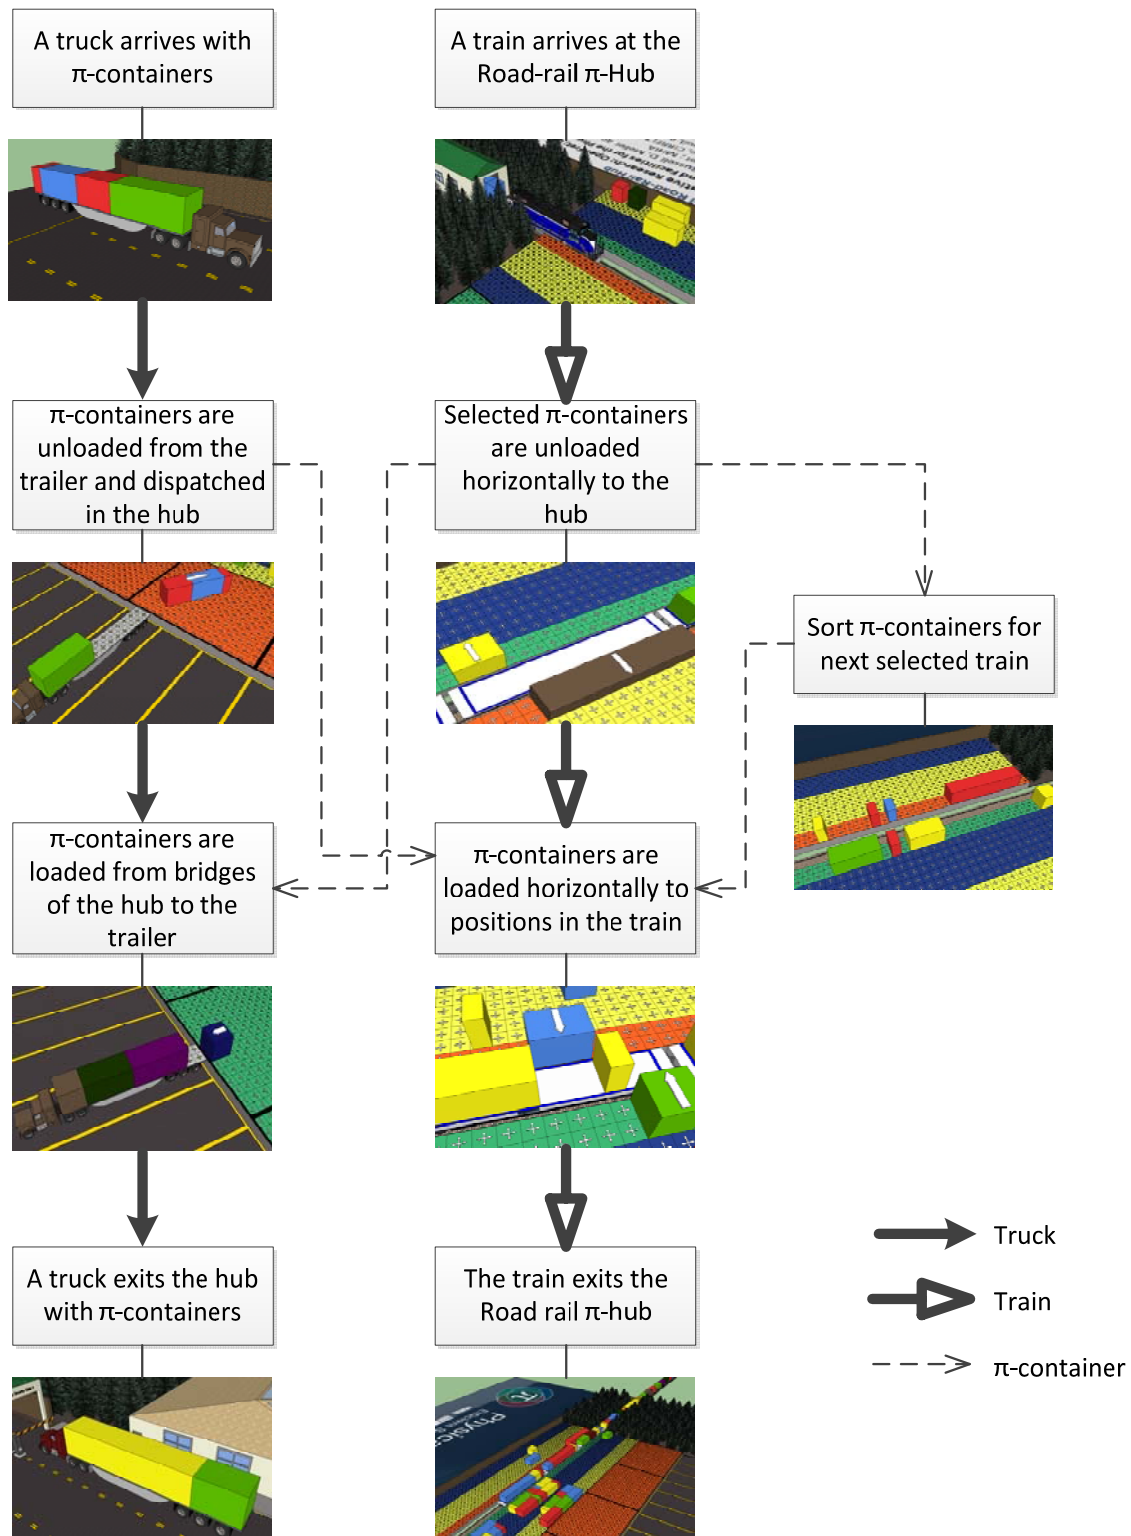 A truck arrives with
π-containers
A train arrives at the
Road-rail π-Hub
π-containers are
unloaded from the
trailer and dispatched
in the hub
Selected π-containers
are unloaded
horizontally to the
hub
Sort π-containers for
next selected train
π-containers are
loaded from bridges
of the hub to the
trailer
π-containers are
loaded horizontally to
positions in the train
A truck exits the hub
with π-containers
The train exits the
Road rail π-hub
Truck
Train
π-container
π
Physica